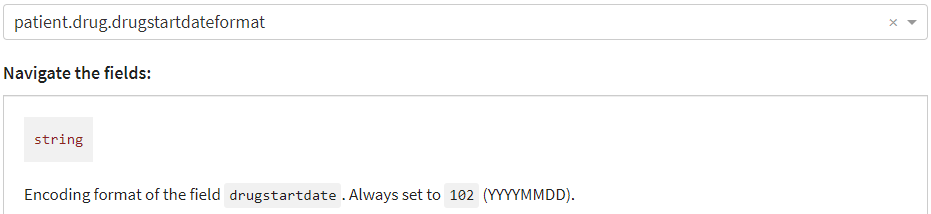 patient.drug.drugstartdateformat
Navigate the fields:
string
Encoding format of the field drugstartdate. Always set to 102 (YYYYMMDD).